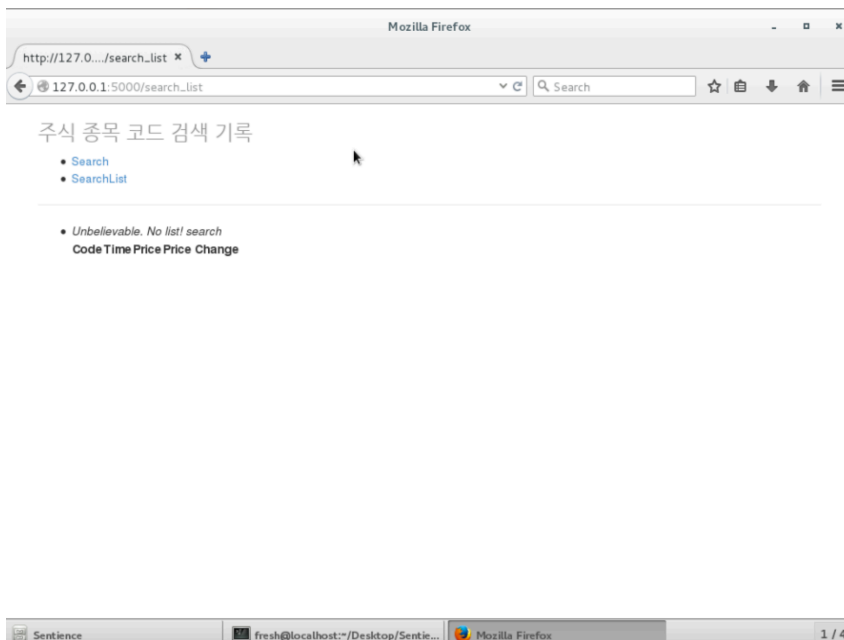 Mozilla Firefox
http://127.0..../search_list
127.0.0.1:5000/search_list
Search
주식 종목 코드 검색 기록
Search
SearchList
Unbelievable. No list! search
Code Time Price Price Change
Sentience
fresh@localhost:~/Desktop/Sentie...
Mozilla Firefox
1 / 4